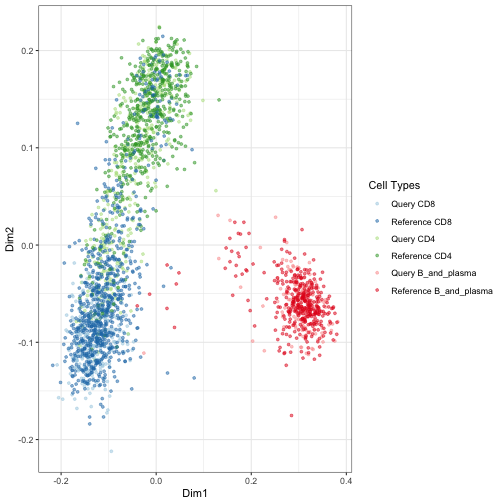 0.2
0.1
0.0
-0.1
-0.2
Dim2
-0.2
0.0
0.2
0.4
Dim1
Cell Types
Query CD8
Reference CD8
Query CD4
Reference CD4
Query B_and_plasma
Reference B_and_plasma